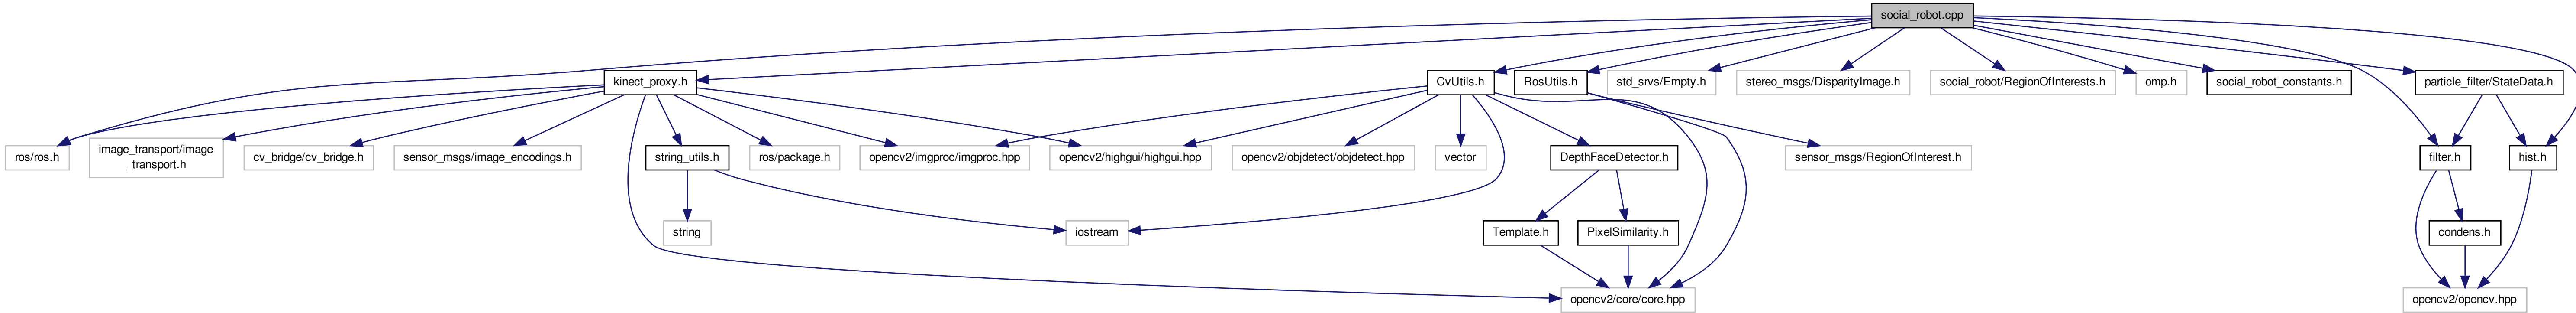 social_robot.cpp
kinect_proxy.h
CvUtils.h
RosUtils.h
std_srvs/Empty.h
stereo_msgs/DisparityImage.h
social_robot/RegionOfInterests.h
omp.h
social_robot_constants.h
particle_filter/StateData.h
ros/ros.h
image_transport/image
_transport.h
cv_bridge/cv_bridge.h
sensor_msgs/image_encodings.h
string_utils.h
ros/package.h
opencv2/imgproc/imgproc.hpp
opencv2/highgui/highgui.hpp
opencv2/objdetect/objdetect.hpp
vector
DepthFaceDetector.h
sensor_msgs/RegionOfInterest.h
filter.h
hist.h
string
iostream
Template.h
PixelSimilarity.h
condens.h
opencv2/core/core.hpp
opencv2/opencv.hpp